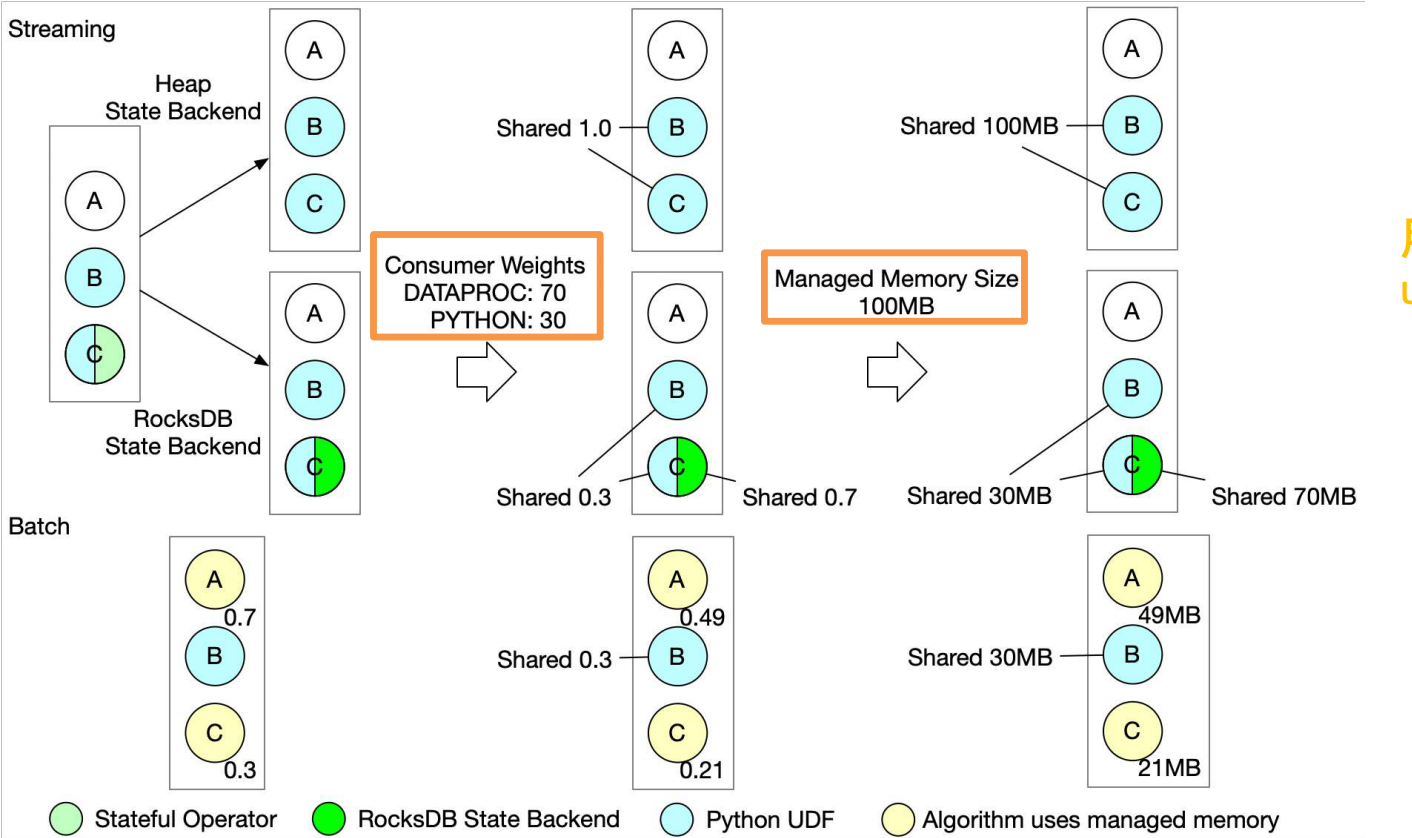 Streaming
Heap
State Backend
A
B
C
A
B
C
RocksDB
State Backend
A
B
C
Consumer Weights
DATAPROC: 70
PYTHON: 30
Shared 1.0
A
B
C
A
B
C
Shared 0.3
Shared 0.7
Managed Memory Size
100MB
Shared 100MB
A
B
C
A
B
C
Shared 30MB
Shared 70MB
Batch
A
0.7
B
C
0.3
A
0.49
Shared 0.3
B
C
0.21
A
49MB
Shared 30MB
B
C
21MB
Stateful Operator
RocksDB State Backend
Python UDF
Algorithm uses managed memory